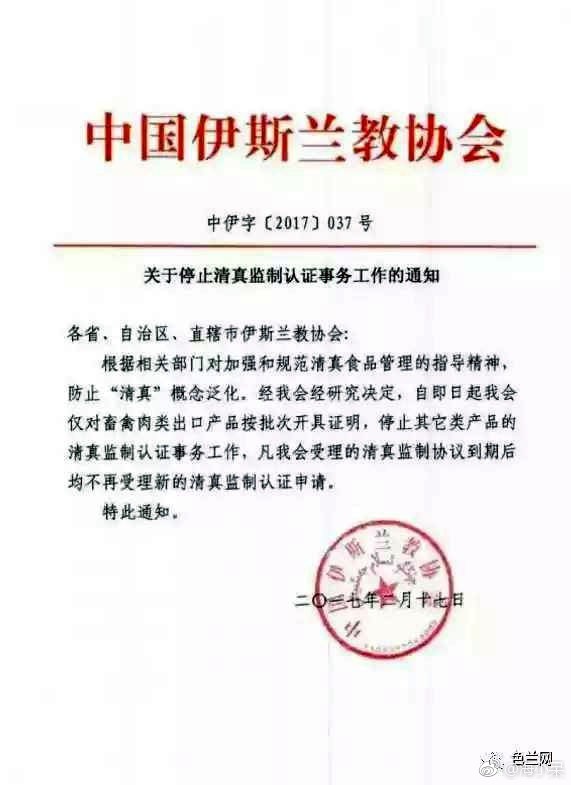 中国伊斯兰教协会
中伊字〔2017〕037 号
关于停止清真监制认证事务工作的通知
各省、自治区、直辖市伊斯兰教协会:
根据相关部门对加强和规范清真食品管理的指导精神，
防止“清真”概念泛化。经我会经研究决定，自即日起我会
仅对畜禽肉类出口产品按批次开具证明，停止其它类产品的
清真监制认证事务工作，凡我会受理的清真监制协议到期后
均不再受理新的清真监制认证申请。
特此通知。
中国伊斯兰教协会
二〇一七年二月十七日
色兰网